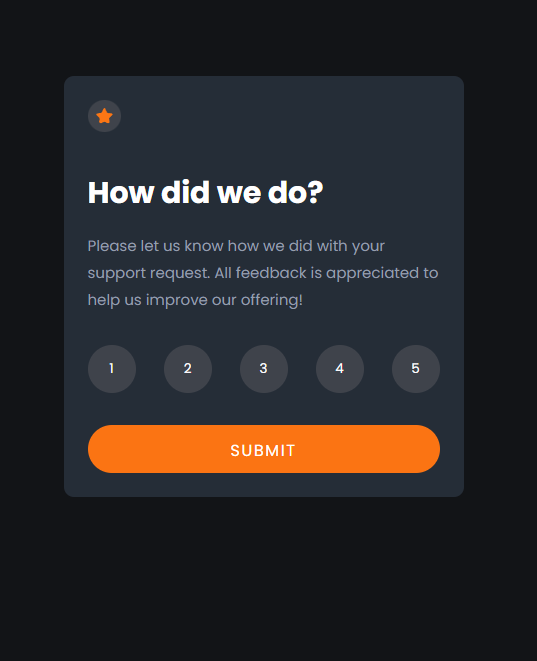 How did we do?
Please let us know how we did with your
support request. All feedback is appreciated to
help us improve our offering!
1 2 3 4 5
SUBMIT